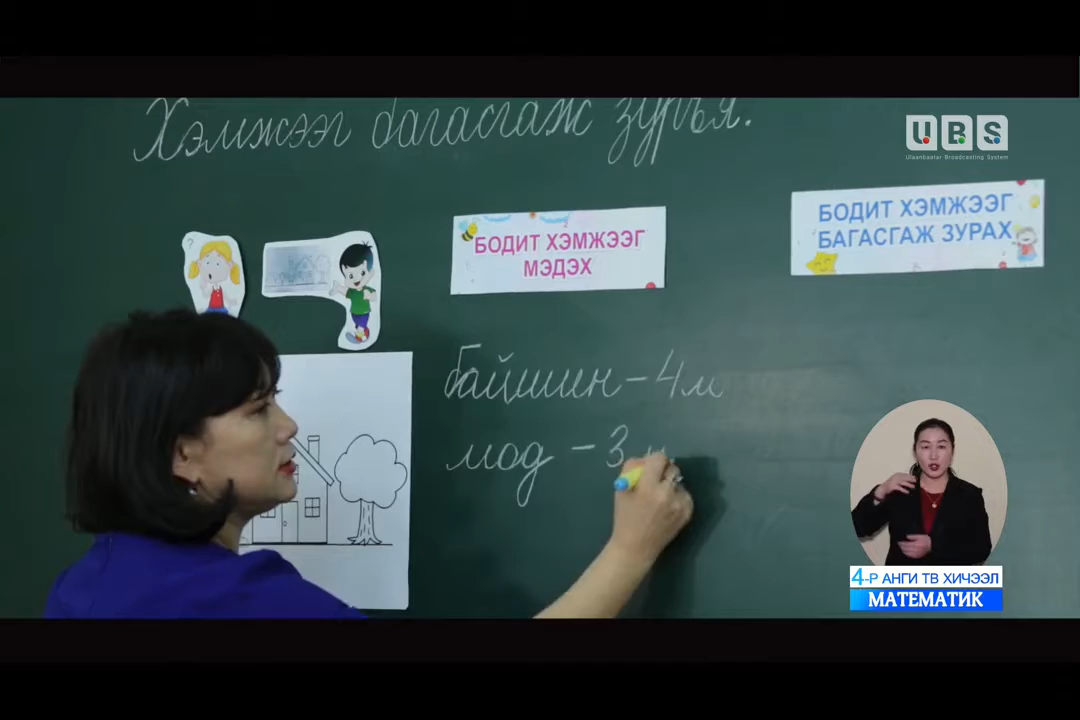 Хэмжээг багасгаж зуръя.
UBS
Ulaanbaatar Broadcasting System
?
БОДИТ ХЭМЖЭЭГ
МЭДЭХ
БОДИТ ХЭМЖЭЭГ
БАГАСГАЖ ЗУРАХ
байшин – 4м
мод – 3м
4-Р АНГИ ТВ ХИЧЭЭЛ
МАТЕМАТИК